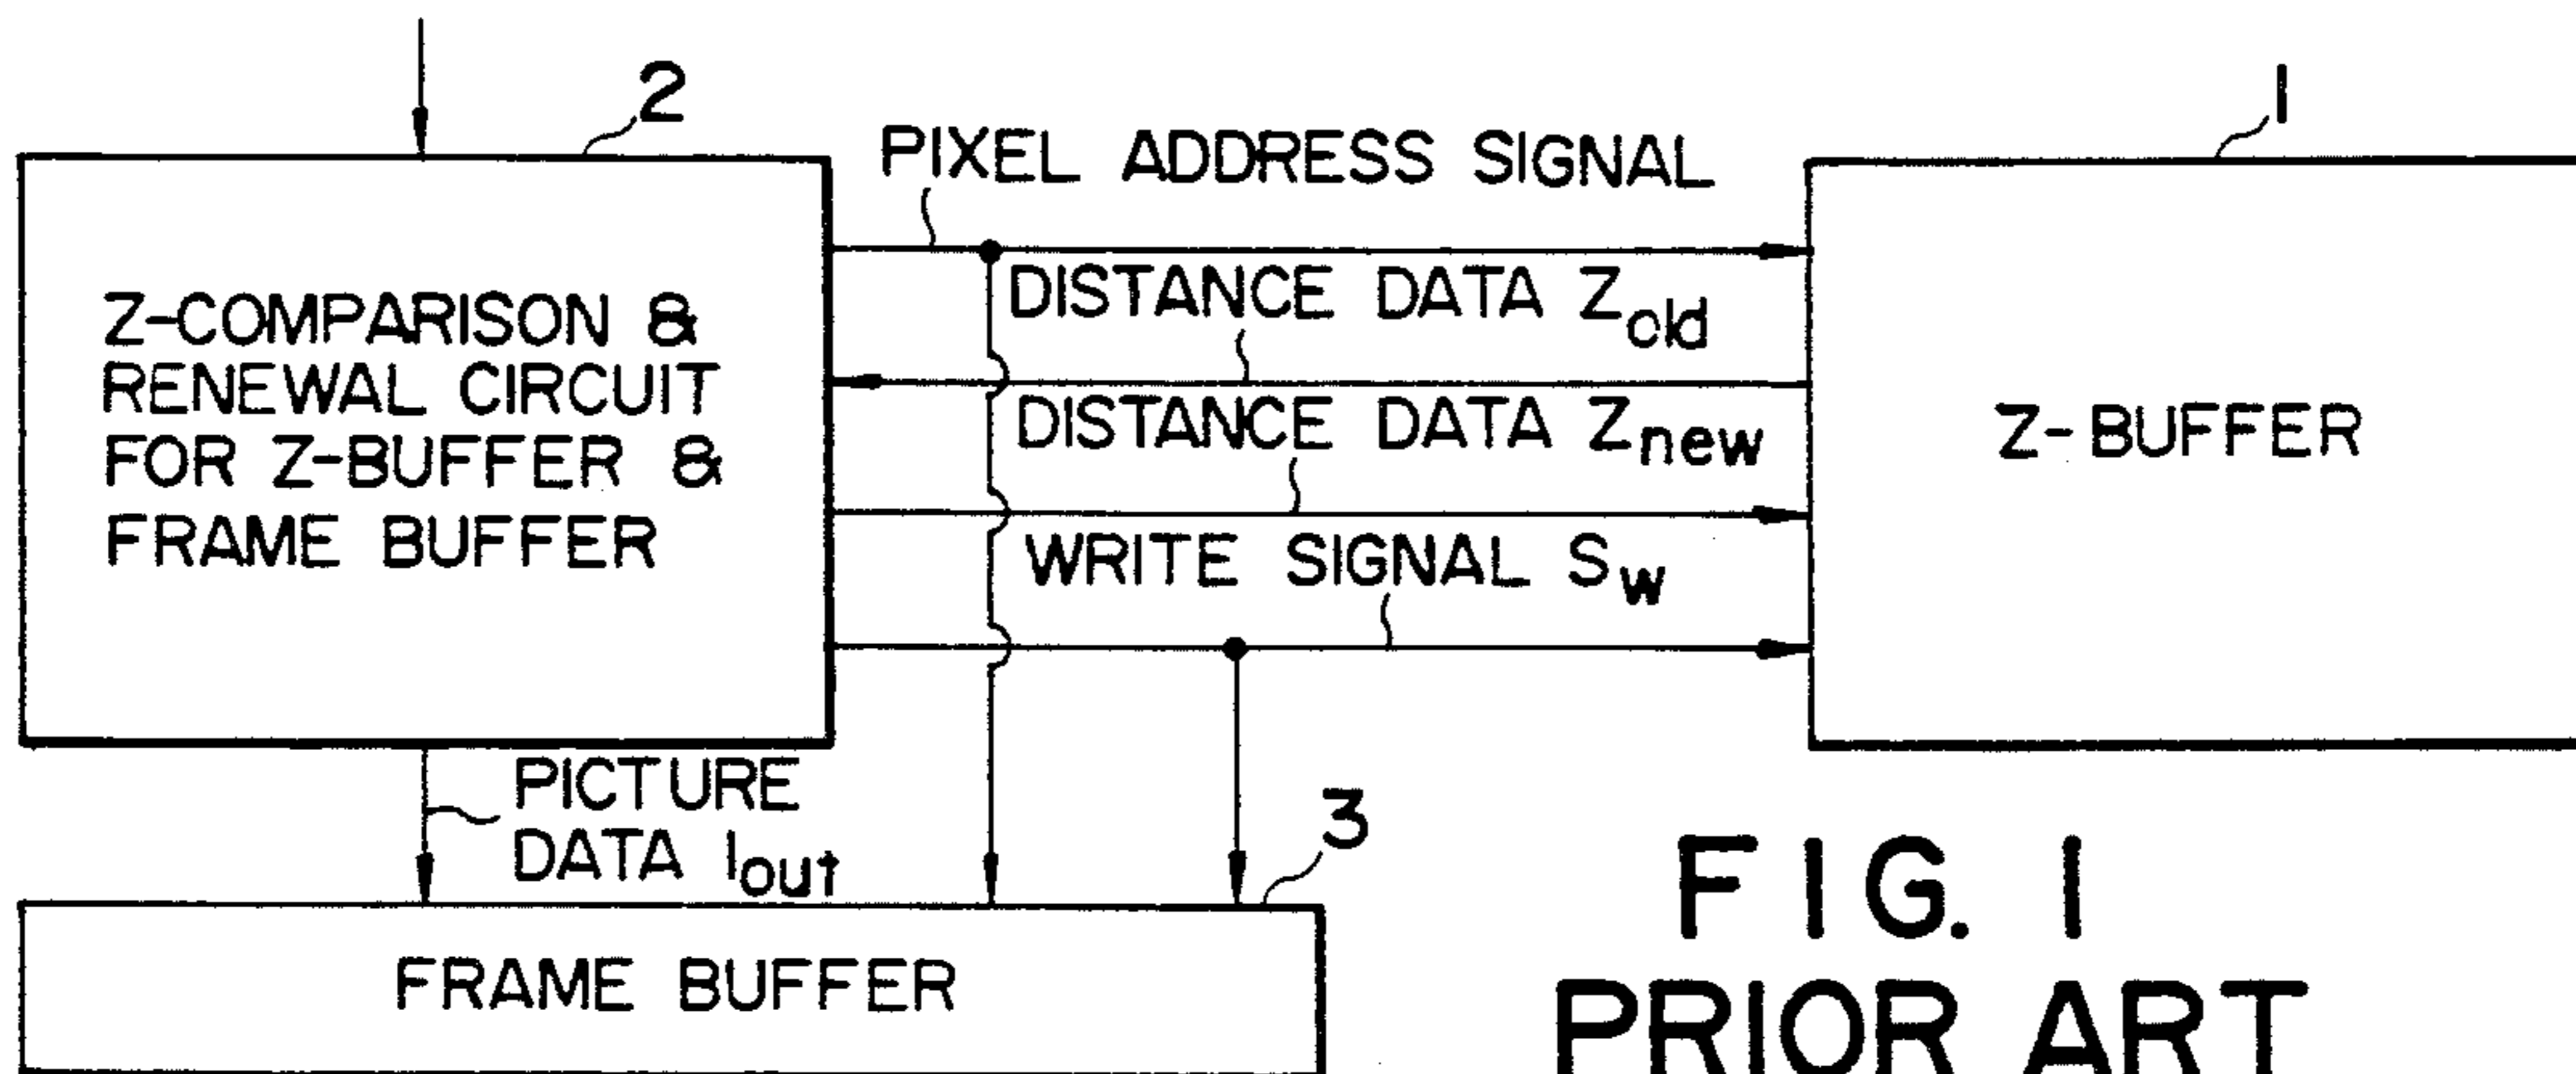 2
1
PIXEL ADDRESS SIGNAL
DISTANCE DATA Zold
DISTANCE DATA Znew
WRITE SIGNAL Sw
Z-COMPARISON &
RENEWAL CIRCUIT
FOR Z-BUFFER &
FRAME BUFFER
Z-BUFFER
PICTURE
DATA Iout
3
FRAME BUFFER
FIG. 1
PRIOR ART